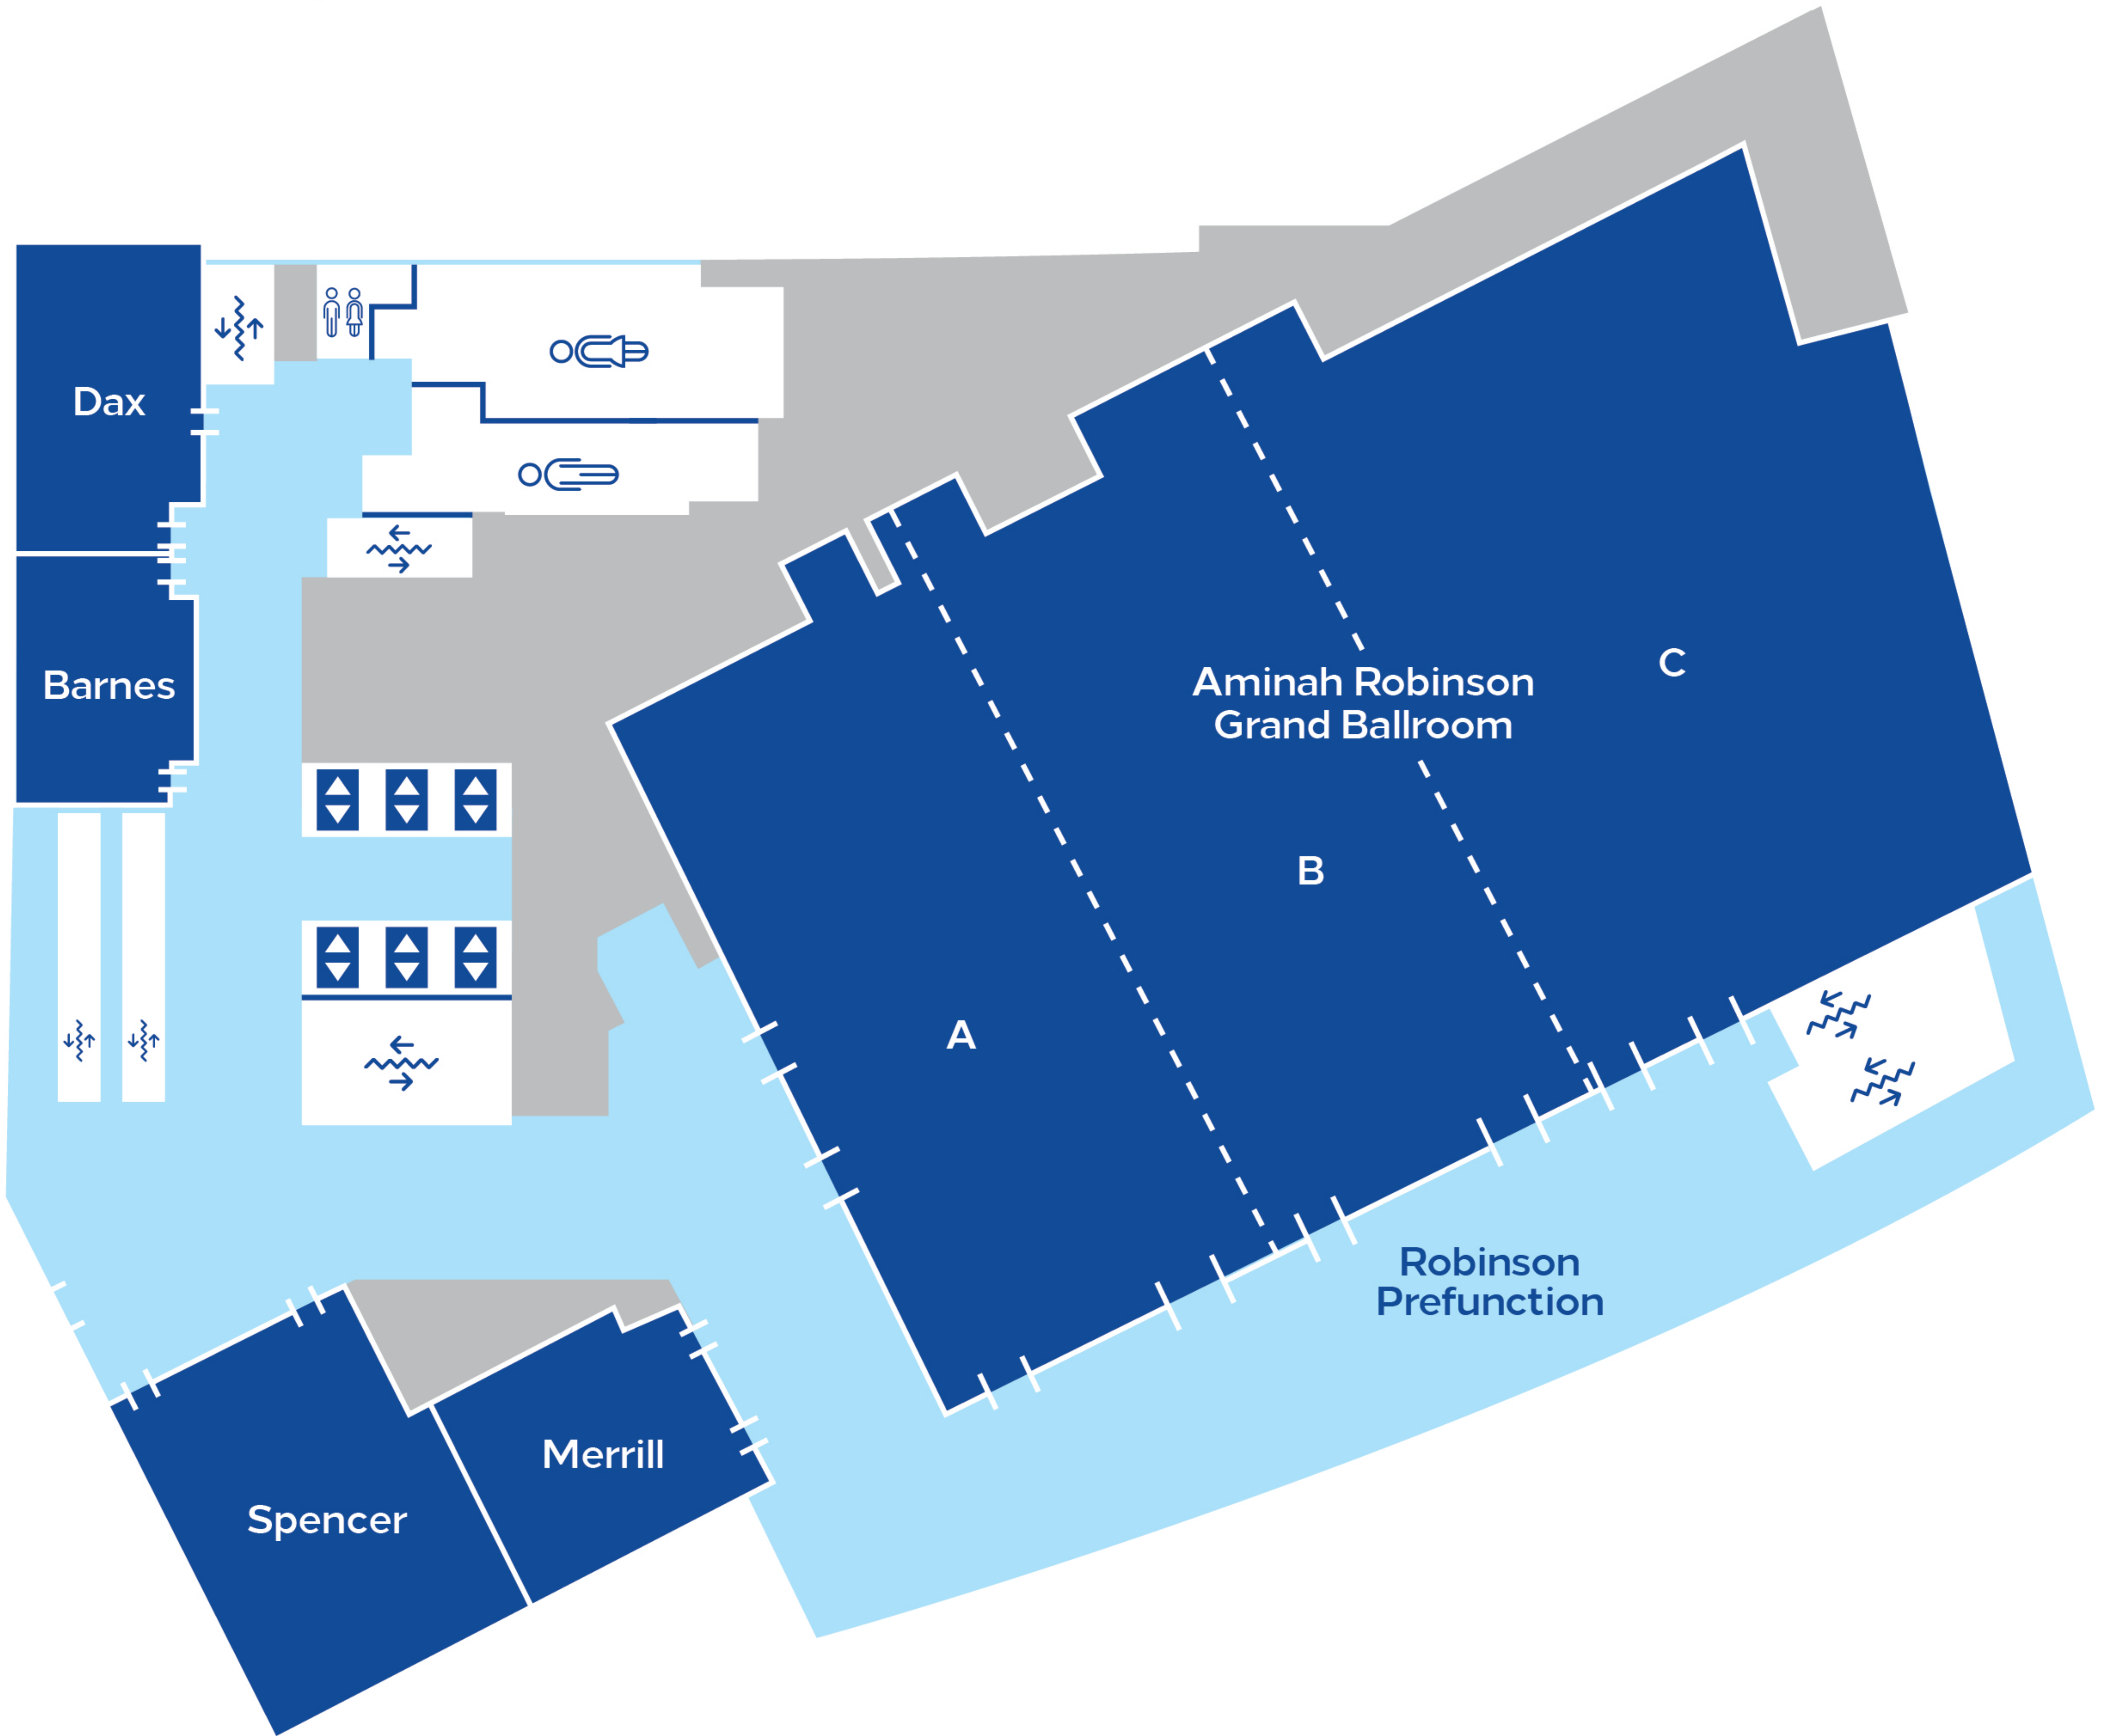 Dax
Barnes
Aminah Robinson
Grand Ballroom
C
B
A
Robinson
Prefunction
Merrill
Spencer